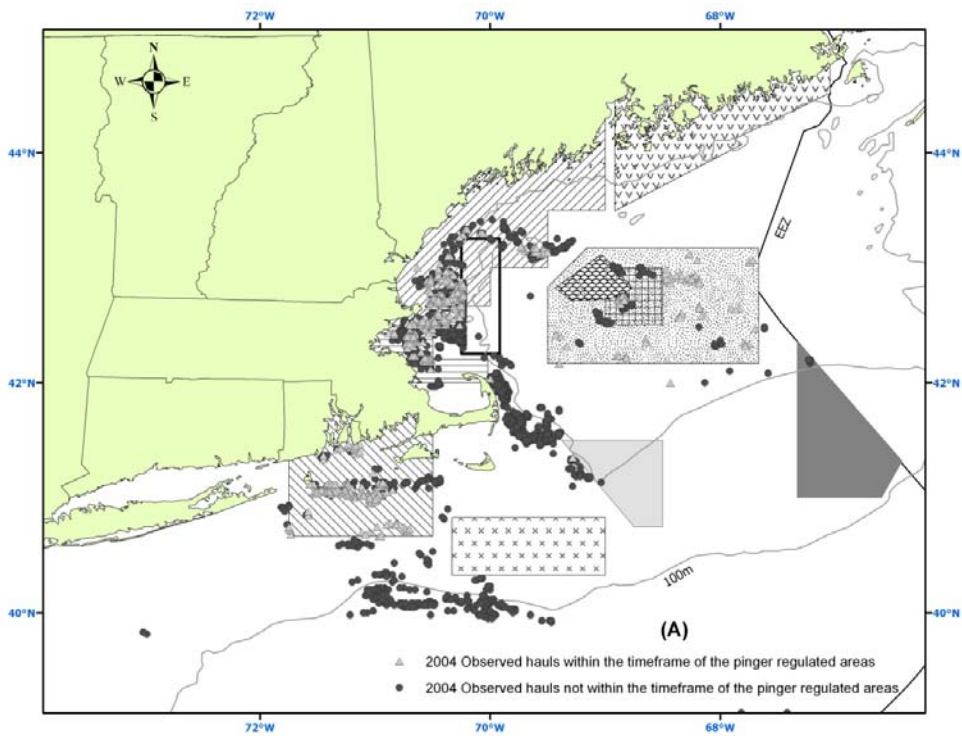 72°W 70°W 68°W
N
W E
S
44°N 44°N
EEZ
42°N 42°N
100m
40°N 40°N
(A)
2004 Observed hauls within the timeframe of the pinger regulated areas
2004 Observed hauls not within the timeframe of the pinger regulated areas
72°W 70°W 68°W